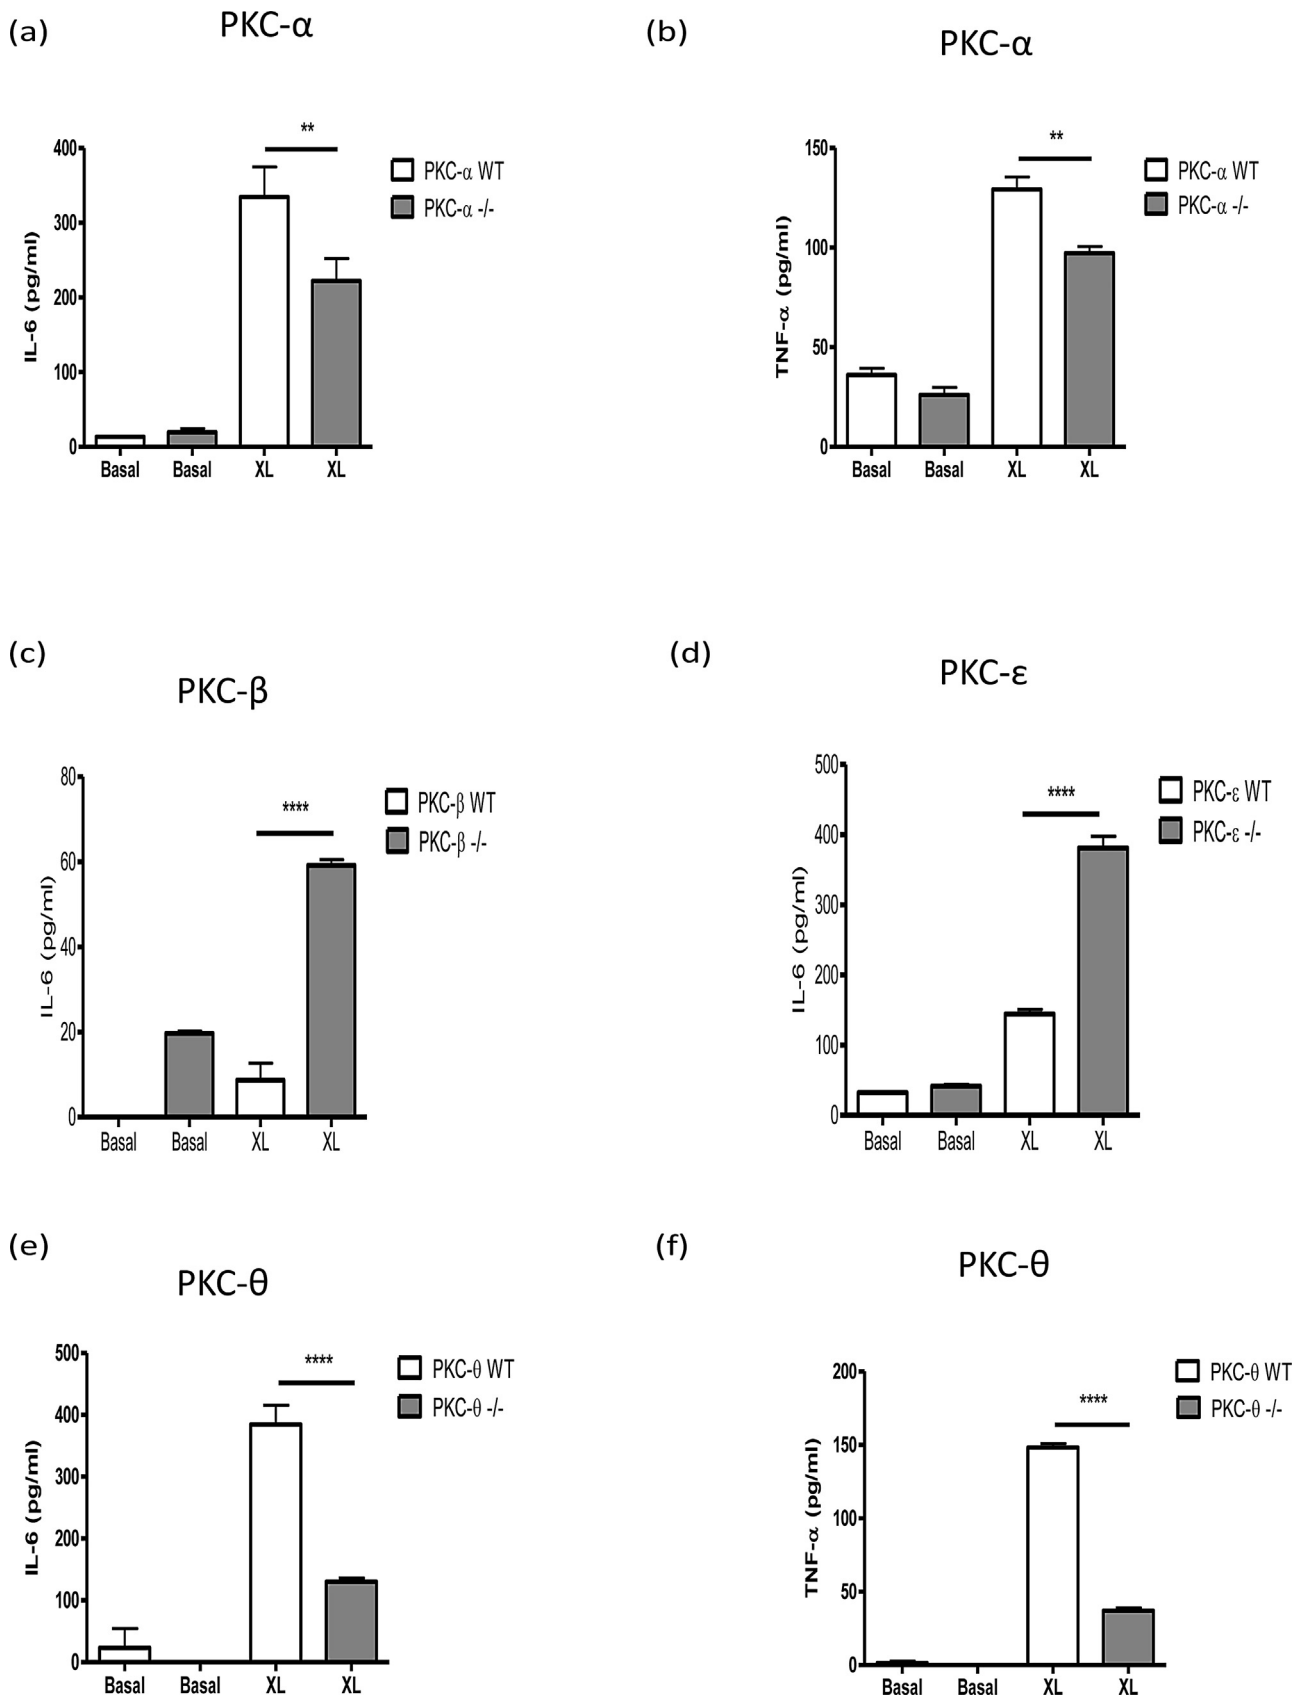 (a)
PKC-α
**
400
300
200
100
0
IL-6 (pg/ml)
Basal Basal XL XL
PKC-α WT
PKC-α -/-
(b)
PKC-α
**
150
100
50
0
TNF-α (pg/ml)
Basal Basal XL XL
PKC-α WT
PKC-α -/-
(c)
PKC-β
****
80
60
40
20
0
IL-6 (pg/ml)
Basal Basal XL XL
PKC-β WT
PKC-β -/-
(d)
PKC-ε
****
500
400
300
200
100
0
IL-6 (pg/ml)
Basal Basal XL XL
PKC-ε WT
PKC-ε -/-
(e)
PKC-θ
****
500
400
300
200
100
0
IL-6 (pg/ml)
Basal Basal XL XL
PKC-θ WT
PKC-θ -/-
(f)
PKC-θ
****
200
150
100
50
0
TNF-α (pg/ml)
Basal Basal XL XL
PKC-θ WT
PKC-θ -/-